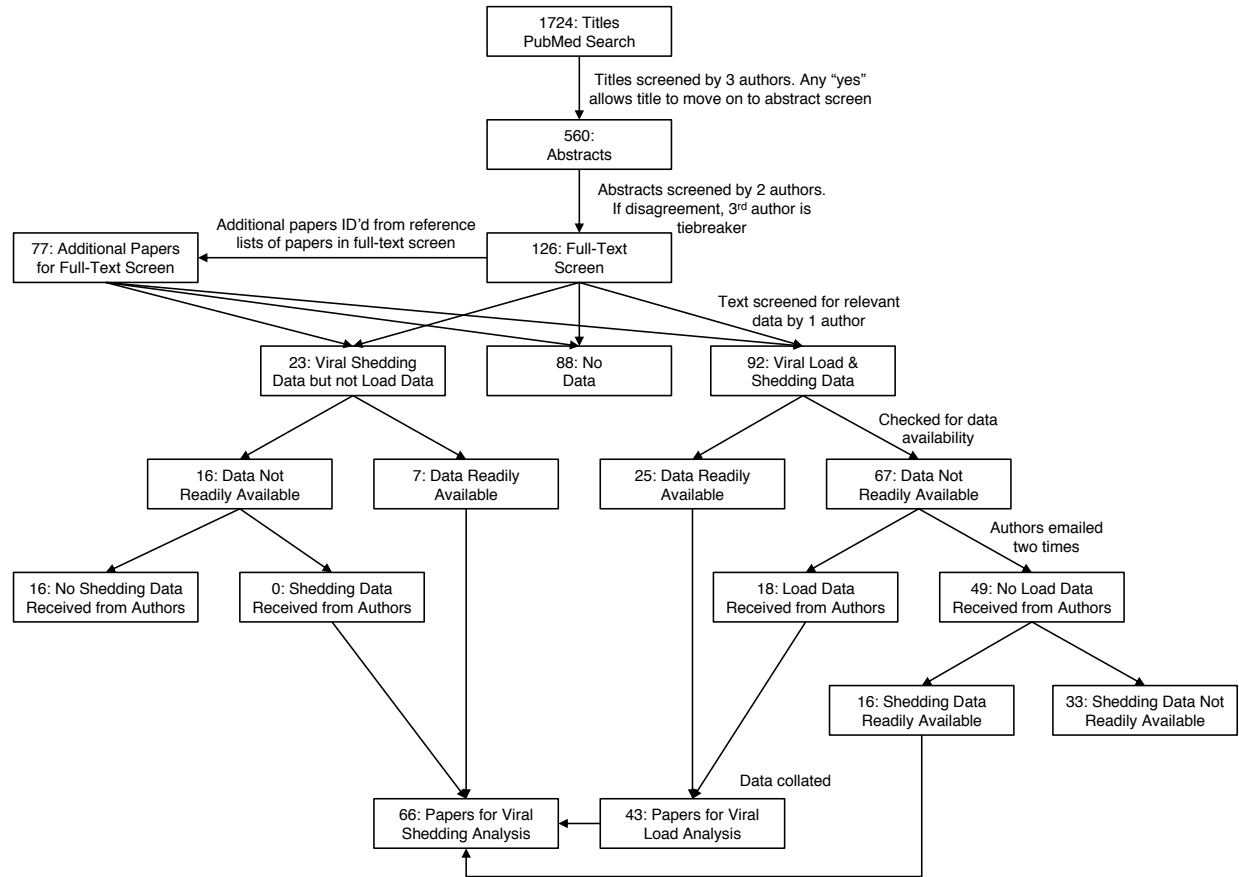 1724: Titles
PubMed Search
Titles screened by 3 authors. Any “yes”
allows title to move on to abstract screen
560:
Abstracts
Abstracts screened by 2 authors.
If disagreement, 3rd author is
tiebreaker
Additional papers ID’d from reference
lists of papers in full-text screen
77: Additional Papers
for Full-Text Screen
126: Full-Text
Screen
Text screened for relevant
data by 1 author
23: Viral Shedding
Data but not Load Data
88: No
Data
92: Viral Load &
Shedding Data
Checked for data
availability
16: Data Not
Readily Available
7: Data Readily
Available
25: Data Readily
Available
67: Data Not
Readily Available
Authors emailed
two times
16: No Shedding Data
Received from Authors
0: Shedding Data
Received from Authors
18: Load Data
Received from Authors
49: No Load Data
Received from Authors
16: Shedding Data
Readily Available
33: Shedding Data Not
Readily Available
Data collated
66: Papers for Viral
Shedding Analysis
43: Papers for Viral
Load Analysis